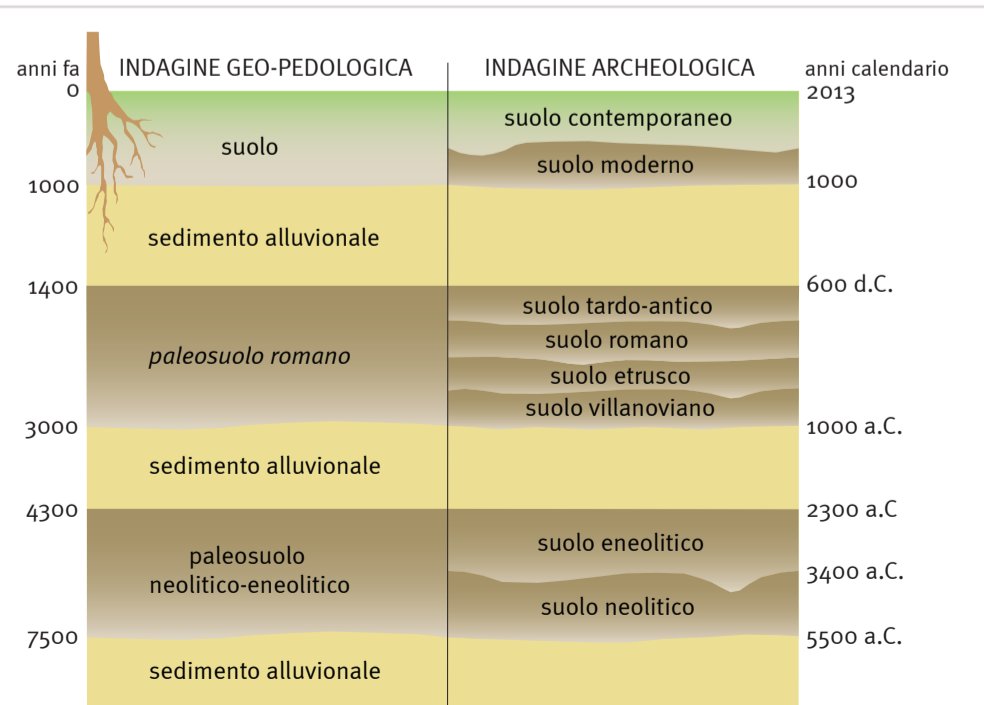 anni fa
INDAGINE GEO-PEDOLOGICA
INDAGINE ARCHEOLOGICA
anni calendario
0
2013
suolo contemporaneo
suolo
suolo moderno
1000
1000
sedimento alluvionale
1400
600 d.C.
suolo tardo-antico
suolo romano
paleosuolo romano
suolo etrusco
suolo villanoviano
3000
1000 a.C.
sedimento alluvionale
4300
2300 a.C
suolo eneolitico
paleosuolo
neolitico-eneolitico
3400 a.C.
suolo neolitico
7500
5500 a.C.
sedimento alluvionale